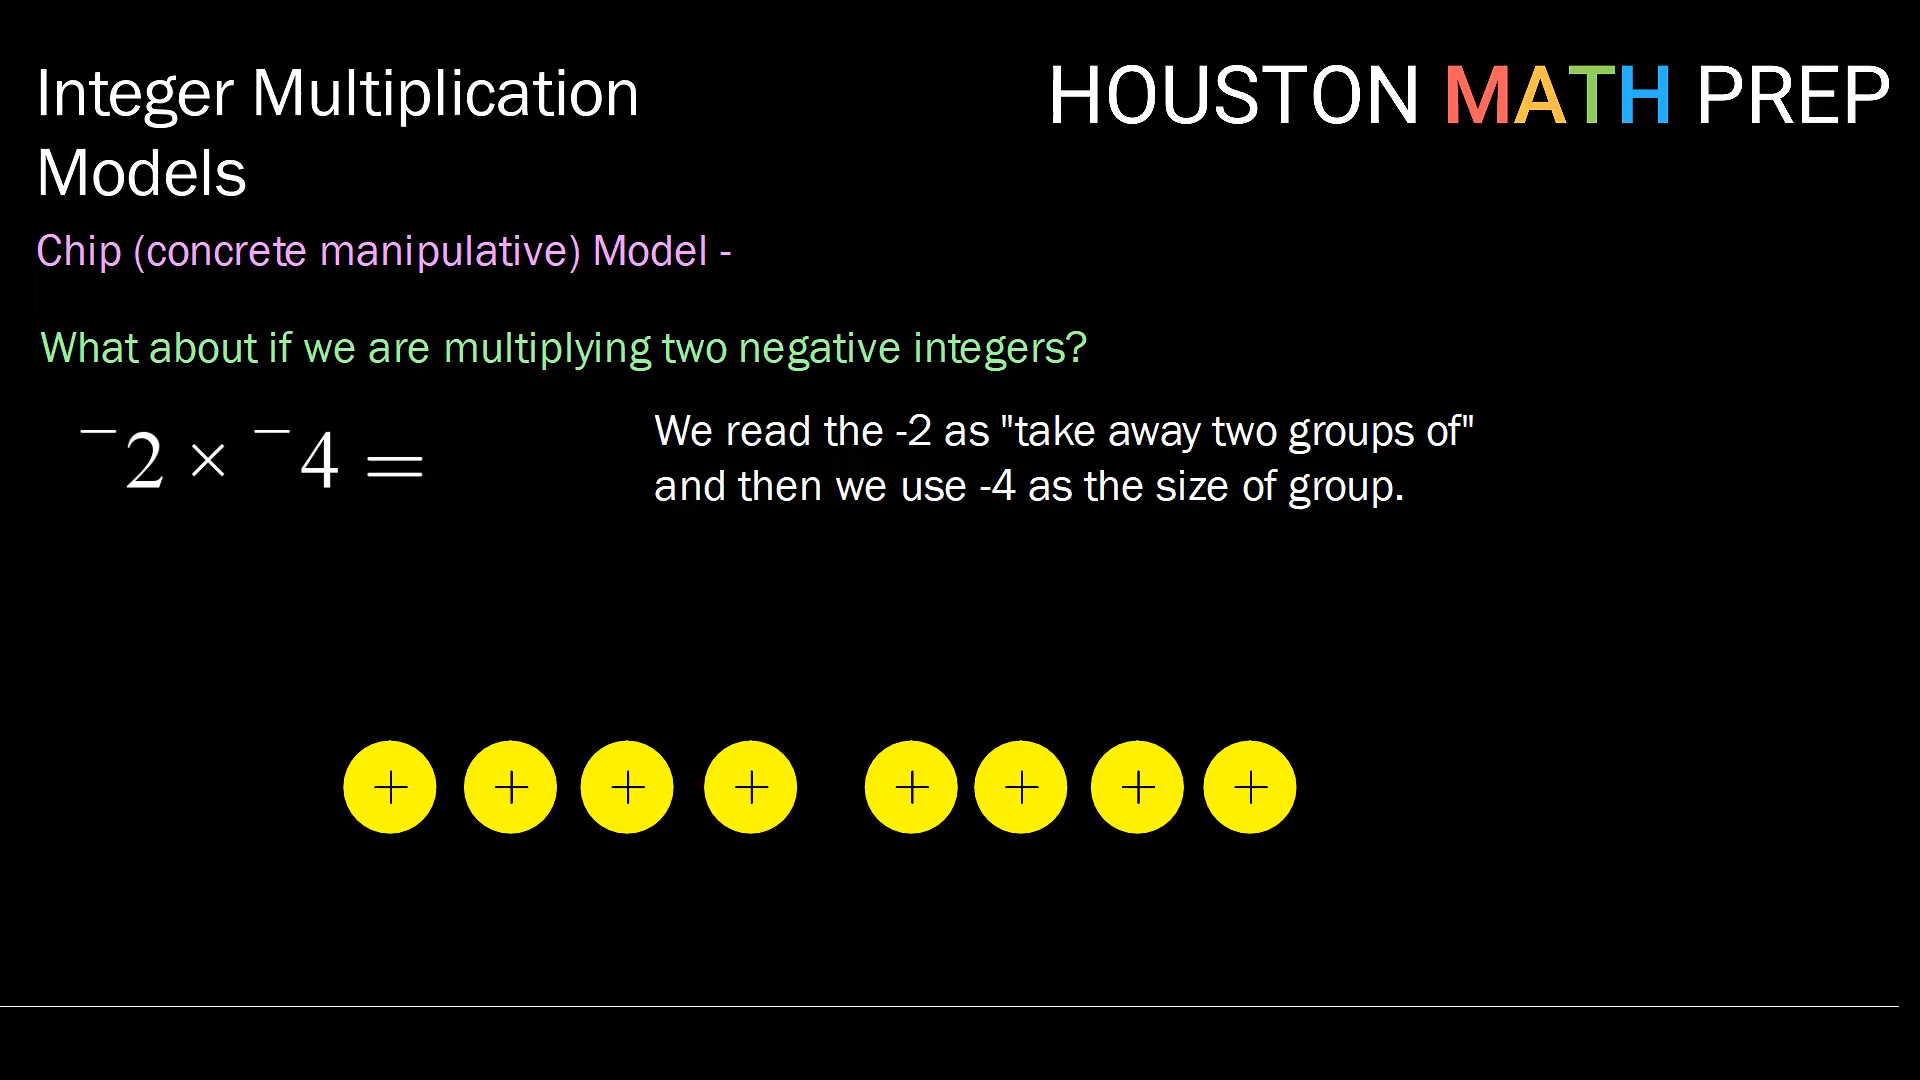 Integer Multiplication
Models
HOUSTON MATH PREP
Chip (concrete manipulative) Model -
What about if we are multiplying two negative integers?
⁻2 × ⁻4 =
We read the -2 as "take away two groups of"
and then we use -4 as the size of group.
+ + + + + + + +